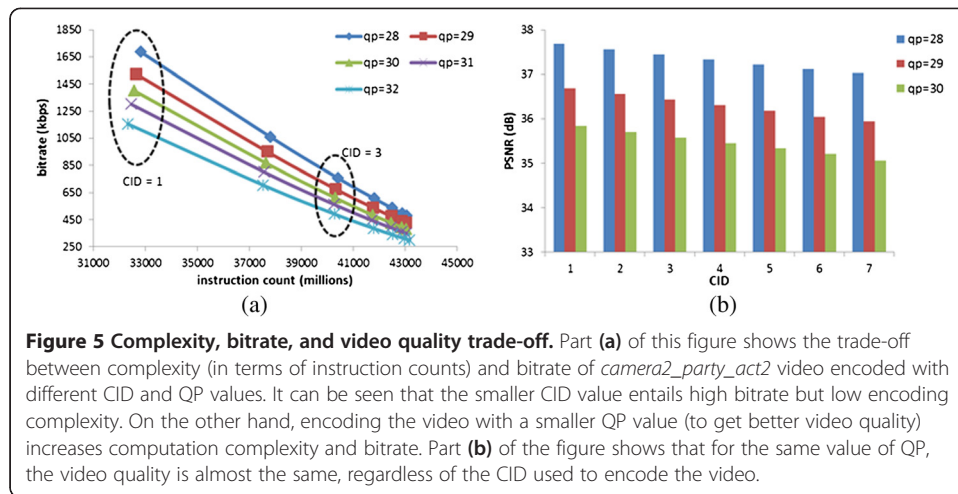 1850
1650
1450
1250
1050
850
650
450
250
bitrate (kbps)
qp=28
qp=29
qp=30
qp=31
qp=32
CID = 1
CID = 3
31000 33000 35000 37000 39000 41000 43000 45000
instruction count (millions)
(a)
38
37
36
35
34
33
PSNR (dB)
qp=28
qp=29
qp=30
1 2 3 4 5 6 7
CID
(b)
Figure 5 Complexity, bitrate, and video quality trade-off. Part (a) of this figure shows the trade-off
between complexity (in terms of instruction counts) and bitrate of camera2_party_act2 video encoded with
different CID and QP values. It can be seen that the smaller CID value entails high bitrate but low encoding
complexity. On the other hand, encoding the video with a smaller QP value (to get better video quality)
increases computation complexity and bitrate. Part (b) of the figure shows that for the same value of QP,
the video quality is almost the same, regardless of the CID used to encode the video.